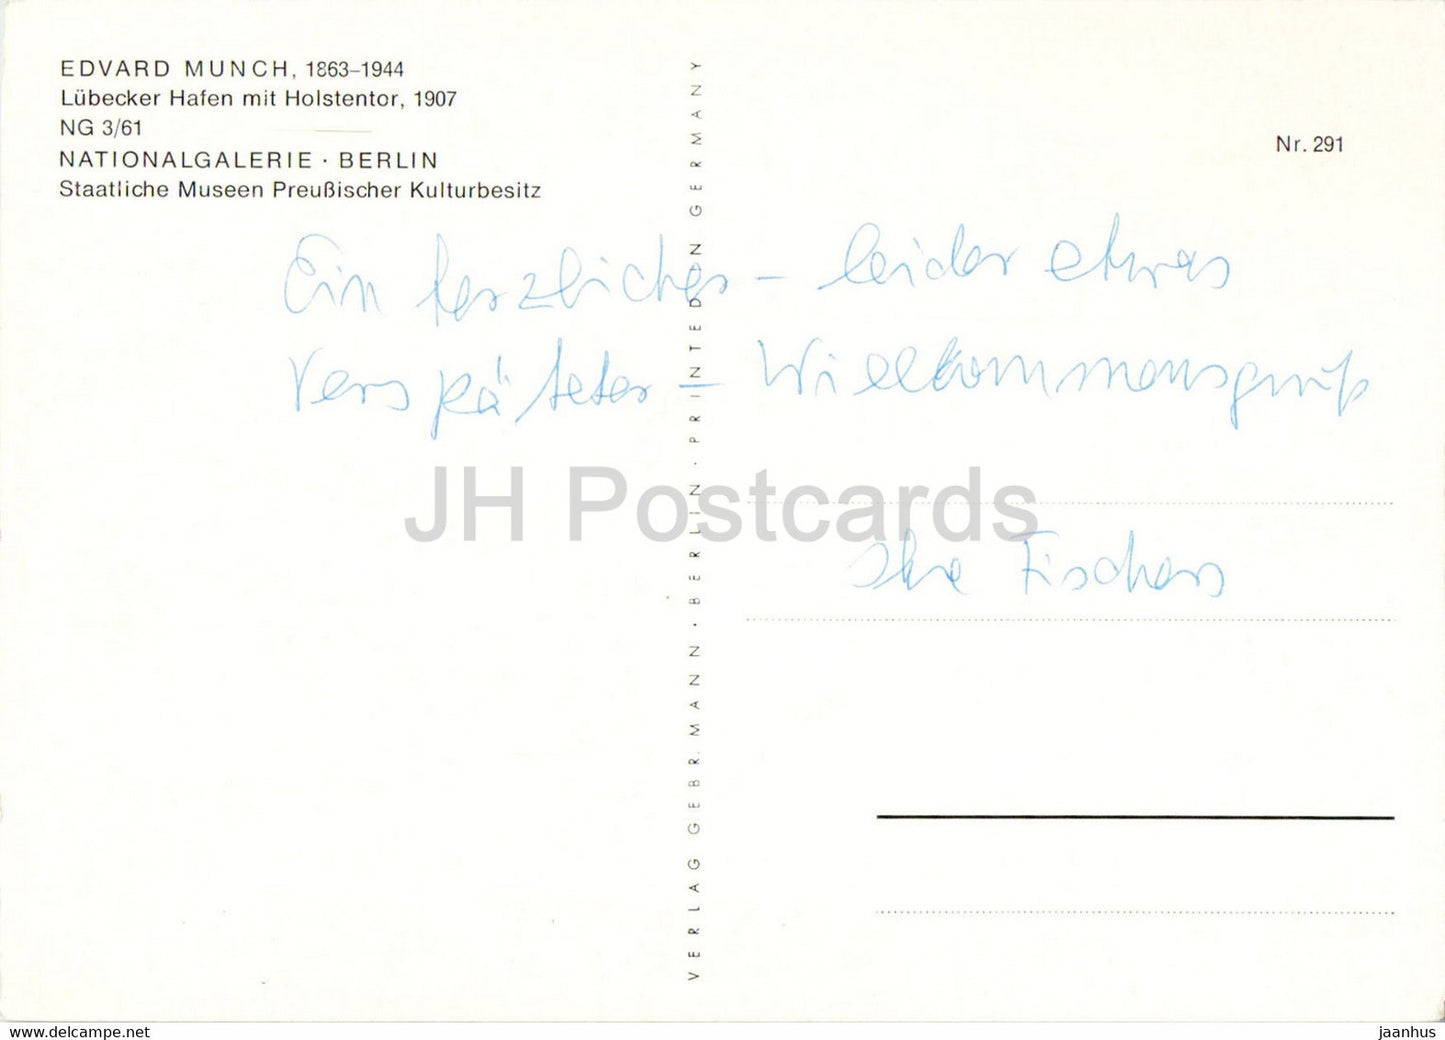 EDVARD MUNCH, 1863–1944
Lübecker Hafen mit Holstentor, 1907
NG 3/61
NATIONALGALERIE · BERLIN
Staatliche Museen Preußischer Kulturbesitz
Nr. 291
VERLAG GEBR. MANN · BERLIN · PRINTED IN GERMANY
Ein herzlicher – leider etwas
verspäteter – Willkommensgruß
Ihre Fischers
JH Postcards
www.delcampe.net
jaanhus